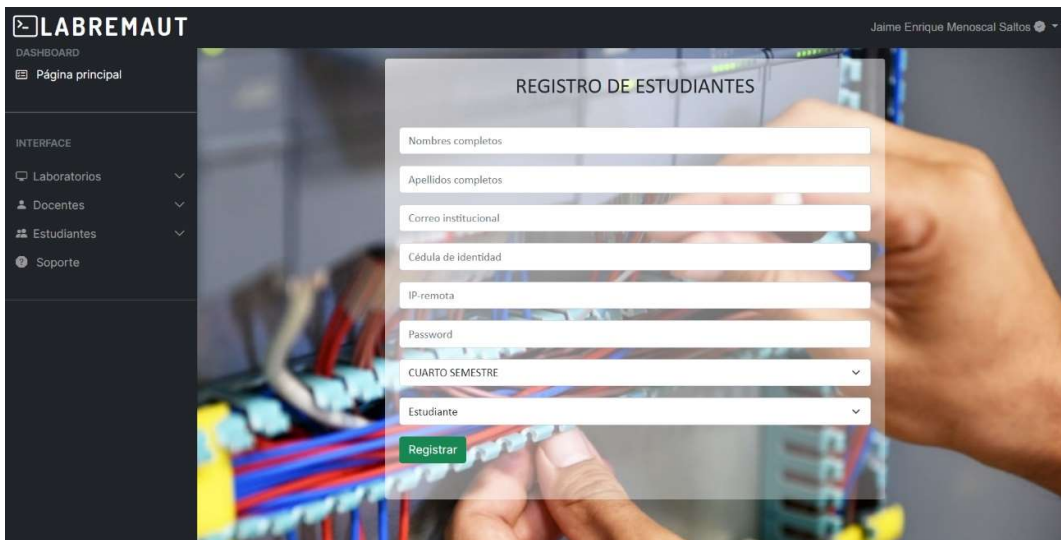 LABREMAUT
Jaime Enrique Menoscal Saltos
DASHBOARD
Página principal
INTERFACE
Laboratorios
Docentes
Estudiantes
Soporte
REGISTRO DE ESTUDIANTES
Nombres completos
Apellidos completos
Correo institucional
Cédula de identidad
IP-remota
Password
CUARTO SEMESTRE
Estudiante
Registrar